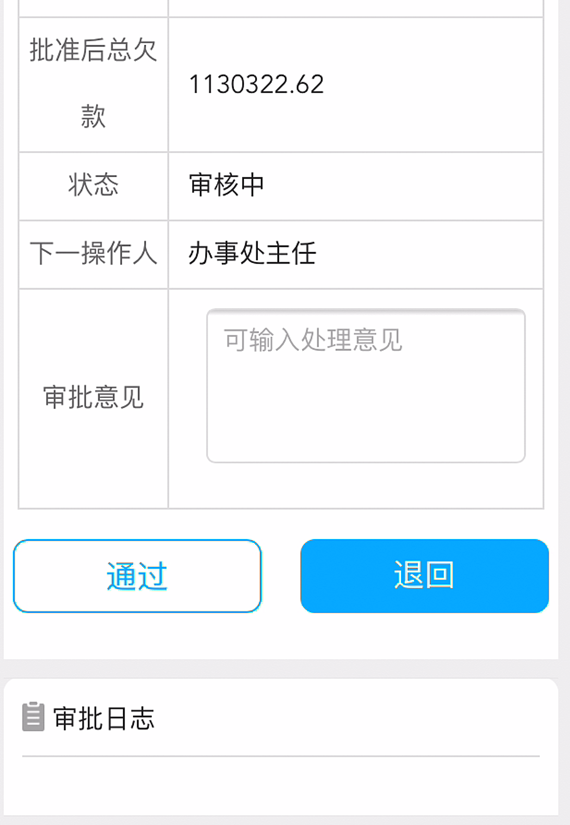 批准后总欠
款
1130322.62
状态
审核中
下一操作人
办事处主任
审批意见
可输入处理意见
通过
退回
审批日志